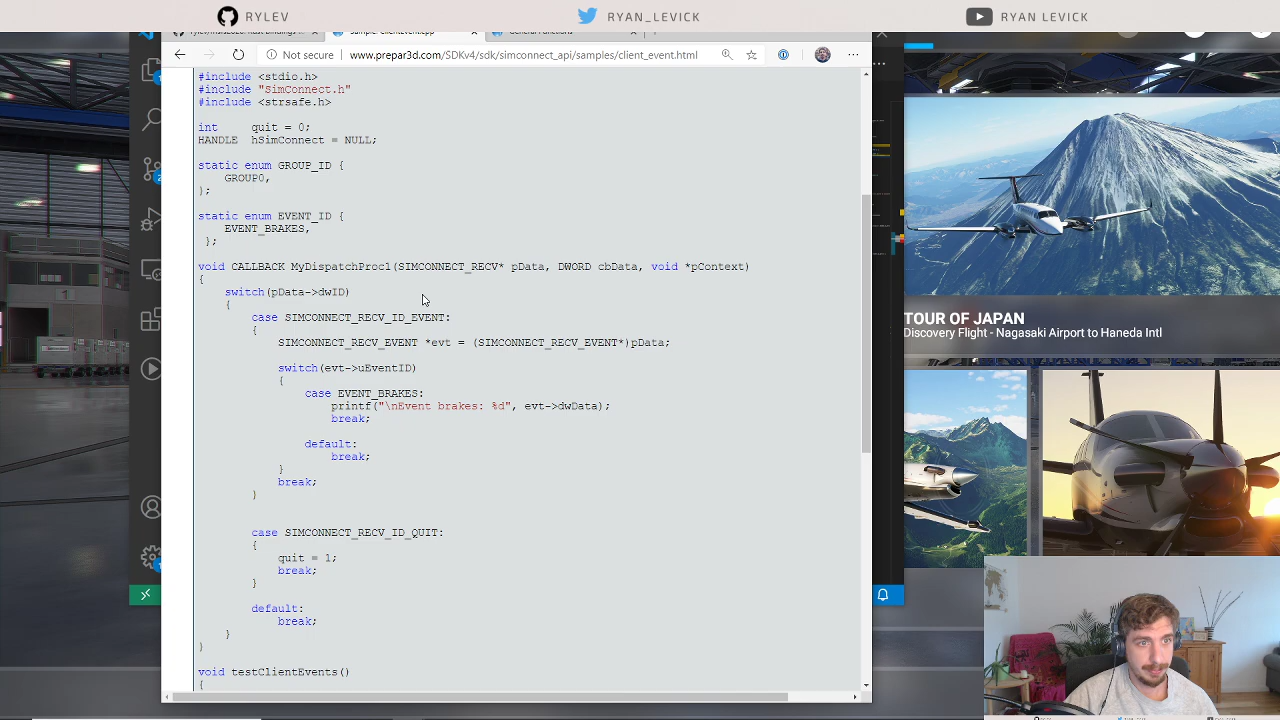 RYLEV
RYAN_LEVICK
RYAN LEVICK
Not secure
www.prepar3d.com/SDKv4/sdk/simconnect_api/samples/client_event.html
#include <stdio.h>
#include "SimConnect.h"
#include <strsafe.h>
int quit = 0;
HANDLE hSimConnect = NULL;
static enum GROUP_ID {
GROUP0,
};
static enum EVENT_ID {
EVENT_BRAKES,
};
void CALLBACK MyDispatchProc1(SIMCONNECT_RECV* pData, DWORD cbData, void *pContext)
{
switch(pData->dwID)
{
case SIMCONNECT_RECV_ID_EVENT:
{
SIMCONNECT_RECV_EVENT *evt = (SIMCONNECT_RECV_EVENT*)pData;
switch(evt->uEventID)
{
case EVENT_BRAKES:
printf("\nEvent brakes: %d", evt->dwData);
break;
default:
break;
}
break;
}
case SIMCONNECT_RECV_ID_QUIT:
{
quit = 1;
break;
}
default:
break;
}
}
void testClientEvents()
{
TOUR OF JAPAN
Discovery Flight - Nagasaki Airport to Haneda Intl